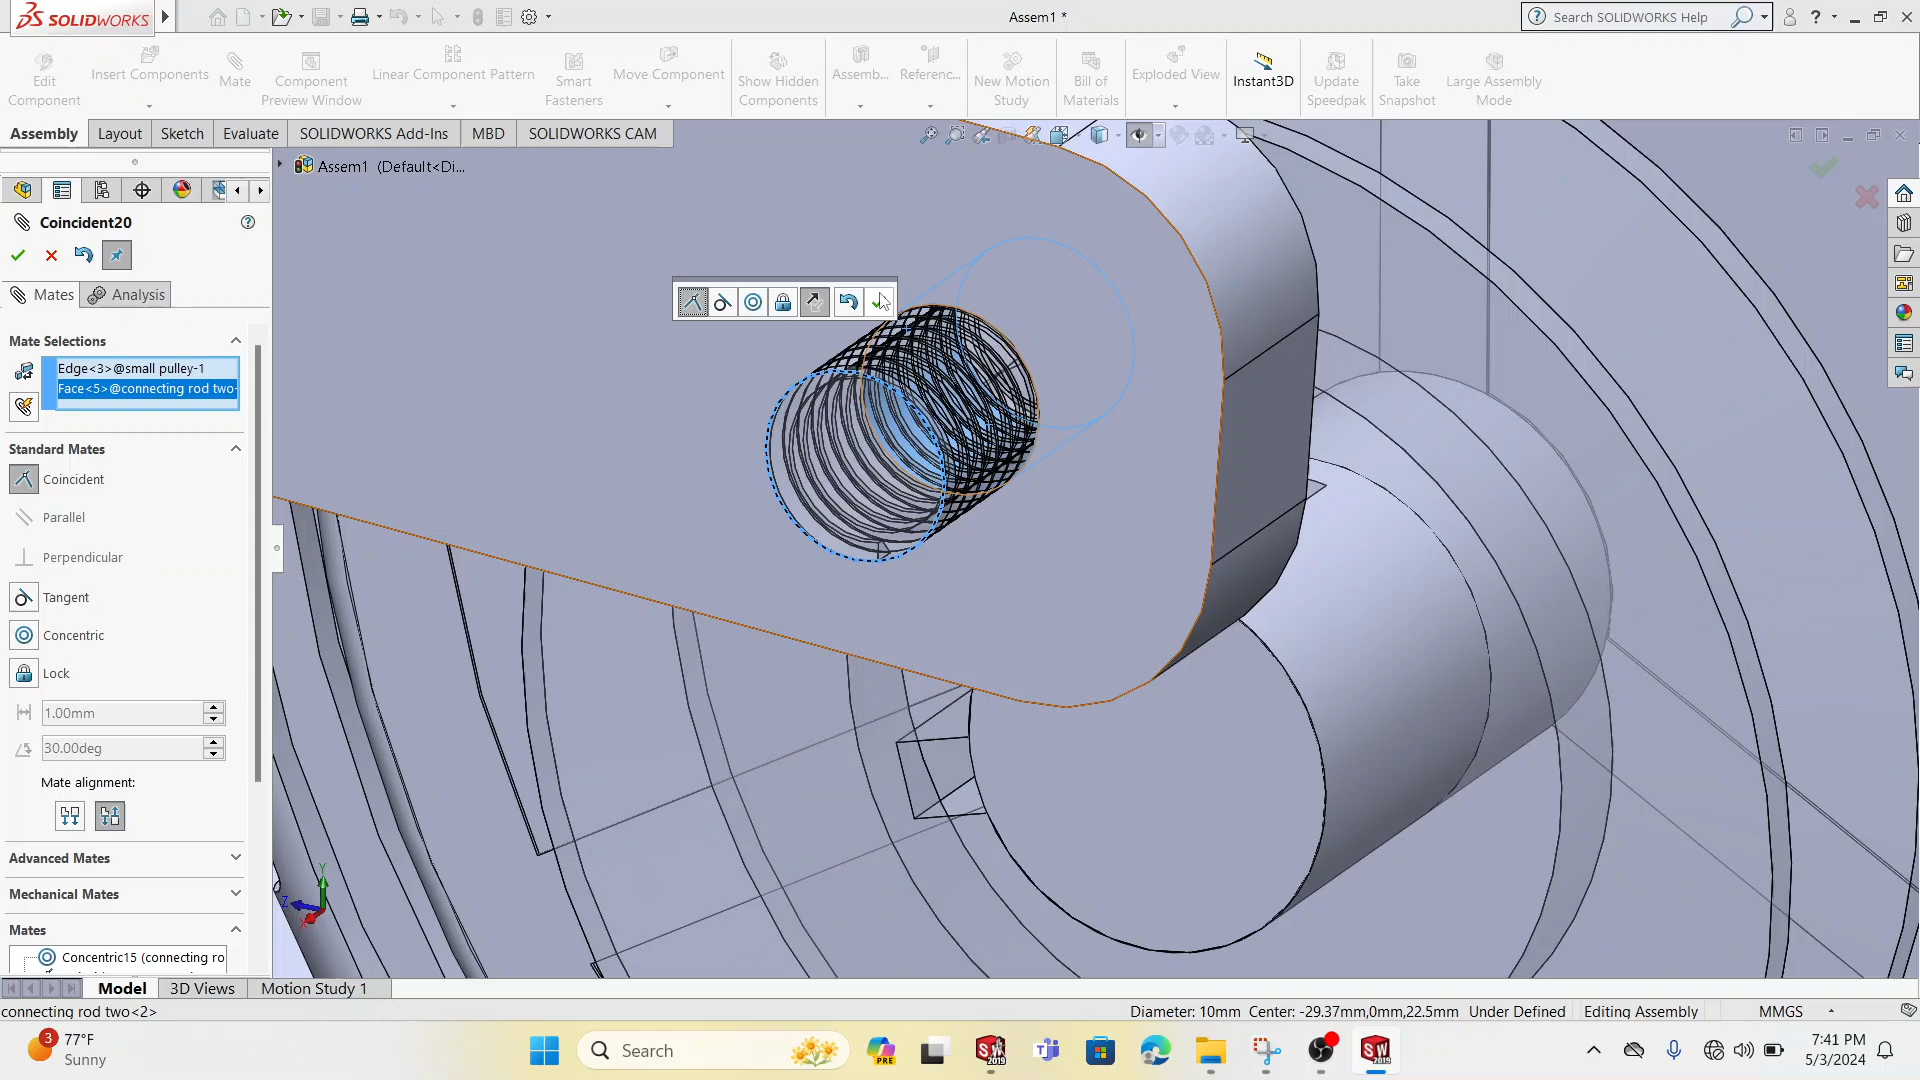 SOLIDWORKS
Assem1 *
Search SOLIDWORKS Help
Edit Component
Insert Components
Mate
Component Preview Window
Linear Component Pattern
Smart Fasteners
Move Component
Show Hidden Components
Assemb...
Referenc...
New Motion Study
Bill of Materials
Exploded View
Instant3D
Update Speedpak
Take Snapshot
Large Assembly Mode
Assembly
Layout
Sketch
Evaluate
SOLIDWORKS Add-Ins
MBD
SOLIDWORKS CAM
Assem1 (Default<Di...
Coincident20
Mates
Analysis
Mate Selections
Edge<3>@small pulley-1
Face<5>@connecting rod two-
Standard Mates
Coincident
Parallel
Perpendicular
Tangent
Concentric
Lock
1.00mm
30.00deg
Mate alignment:
Advanced Mates
Mechanical Mates
Mates
Concentric15 (connecting ro
Y
Z
X
Model
3D Views
Motion Study 1
connecting rod two<2>
Diameter: 10mm Center: -29.37mm,0mm,22.5mm
Under Defined
Editing Assembly
MMGS
3
77°F
Sunny
Search
PRE
SW 2019
SW 2019
7:41 PM
5/3/2024